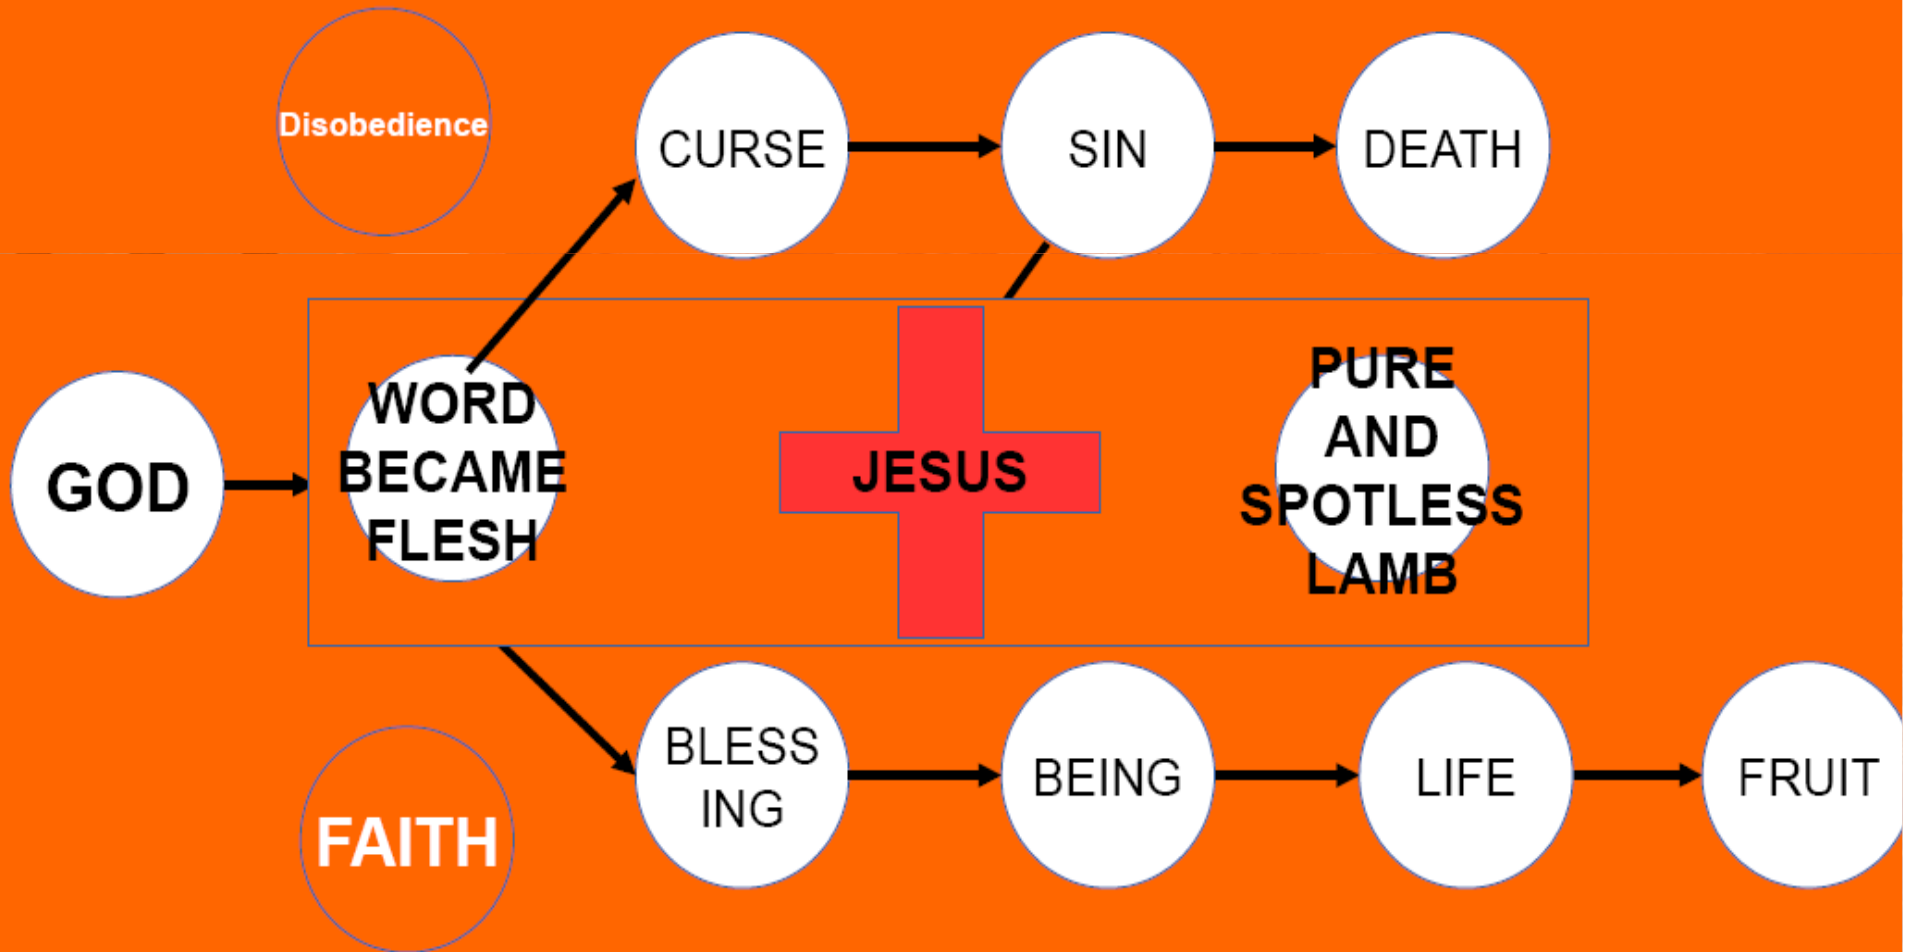 Disobedience
CURSE
SIN
DEATH
GOD
WORD
BECAME
FLESH
JESUS
PURE
AND
SPOTLESS
LAMB
BLESS
ING
BEING
LIFE
FRUIT
FAITH